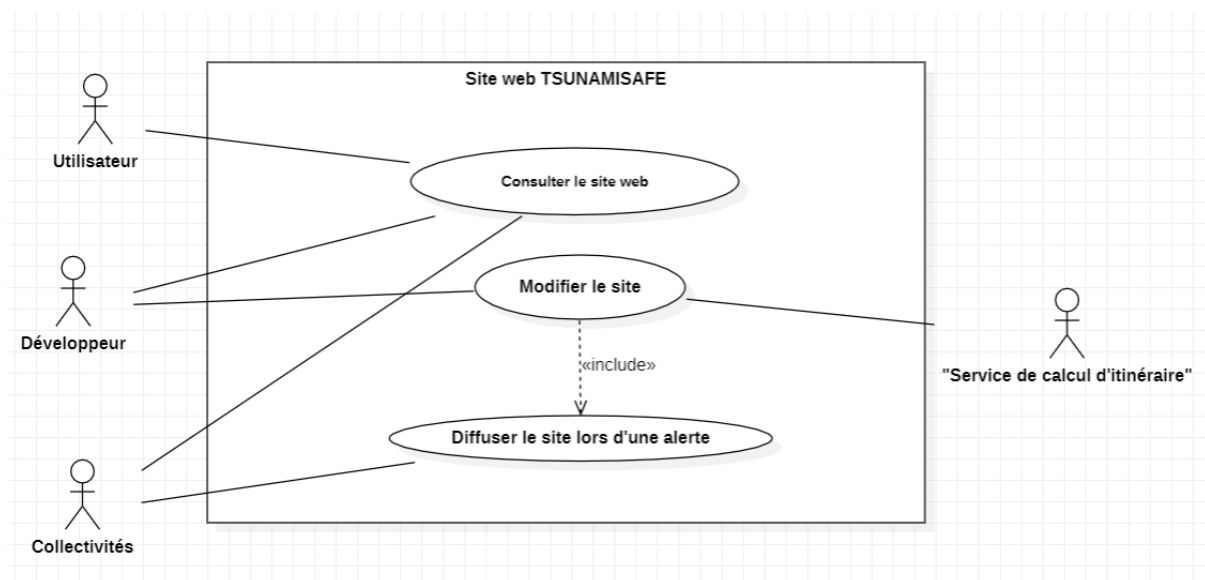 Site web TSUNAMISAFE
Utilisateur
Consulter le site web
Modifier le site
Développeur
«include»
"Service de calcul d'itinéraire"
Diffuser le site lors d'une alerte
Collectivités